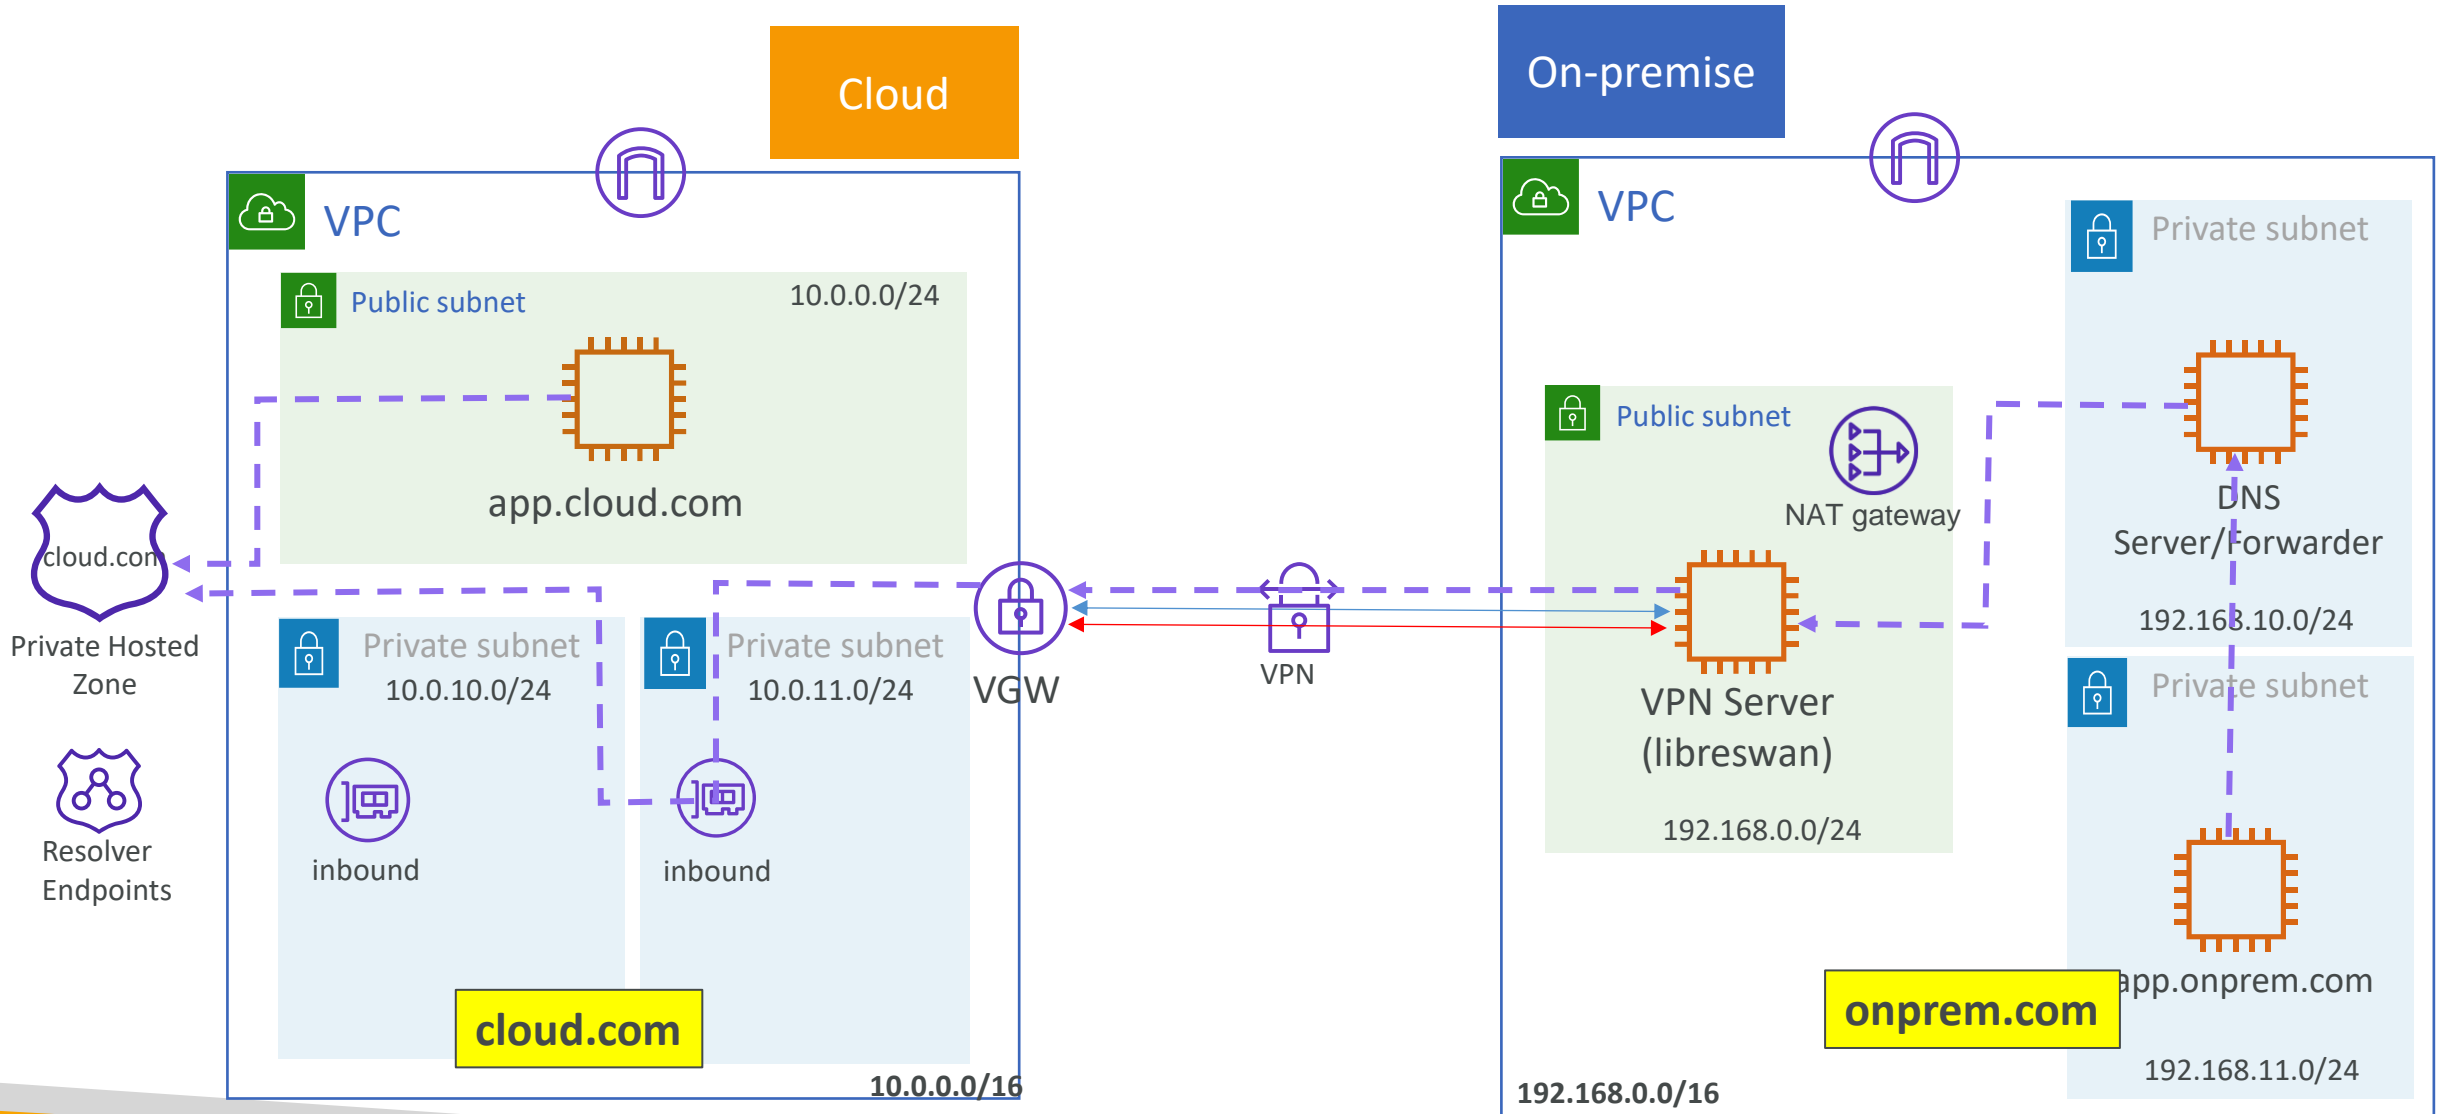 Cloud
On-premise
VPC
Public subnet
10.0.0.0/24
app.cloud.com
cloud.com
Private Hosted
Zone
Resolver
Endpoints
Private subnet
10.0.10.0/24
inbound
Private subnet
10.0.11.0/24
inbound
cloud.com
10.0.0.0/16
VGW
VPN
VPC
Public subnet
NAT gateway
VPN Server
(libreswan)
192.168.0.0/24
Private subnet
DNS
Server/Forwarder
192.168.10.0/24
Private subnet
app.onprem.com
onprem.com
192.168.11.0/24
192.168.0.0/16